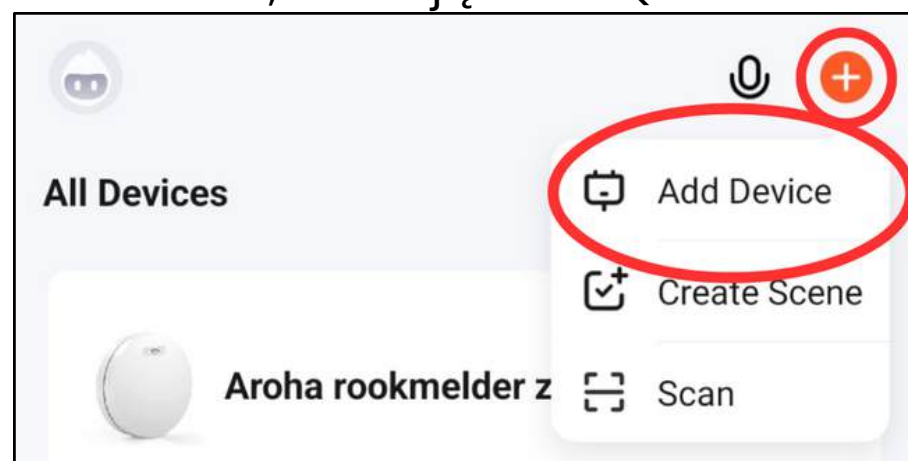 All Devices
Add Device
Create Scene
Aroha rookmelder z
Scan